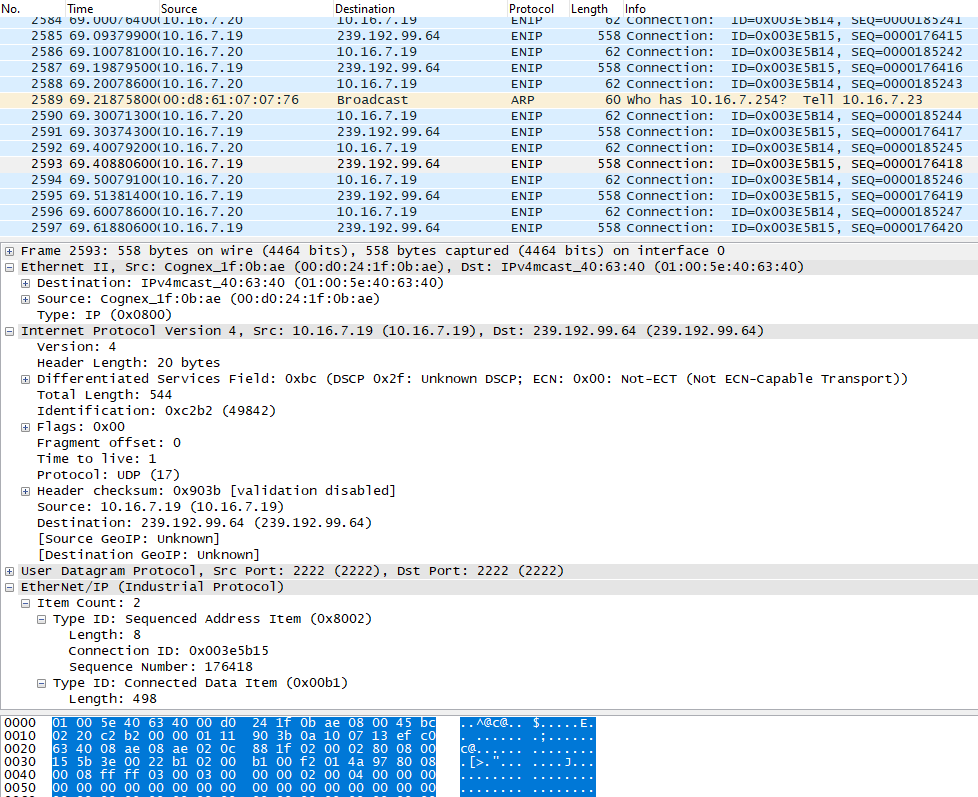 No. Time Source Destination Protocol Length Info
2584 69.00076400(10.16.7.20 10.16.7.19 ENIP 62 Connection: ID=0x003E5B14, SEQ=0000185241
2585 69.09379900(10.16.7.19 239.192.99.64 ENIP 558 Connection: ID=0x003E5B15, SEQ=0000176415
2586 69.10078100(10.16.7.20 10.16.7.19 ENIP 62 Connection: ID=0x003E5B14, SEQ=0000185242
2587 69.19879500(10.16.7.19 239.192.99.64 ENIP 558 Connection: ID=0x003E5B15, SEQ=0000176416
2588 69.20078600(10.16.7.20 10.16.7.19 ENIP 62 Connection: ID=0x003E5B14, SEQ=0000185243
2589 69.21875800(00:d8:61:07:07:76 Broadcast ARP 60 Who has 10.16.7.254? Tell 10.16.7.23
2590 69.30071300(10.16.7.20 10.16.7.19 ENIP 62 Connection: ID=0x003E5B14, SEQ=0000185244
2591 69.30374300(10.16.7.19 239.192.99.64 ENIP 558 Connection: ID=0x003E5B15, SEQ=0000176417
2592 69.40079200(10.16.7.20 10.16.7.19 ENIP 62 Connection: ID=0x003E5B14, SEQ=0000185245
2593 69.40880600(10.16.7.19 239.192.99.64 ENIP 558 Connection: ID=0x003E5B15, SEQ=0000176418
2594 69.50079100(10.16.7.20 10.16.7.19 ENIP 62 Connection: ID=0x003E5B14, SEQ=0000185246
2595 69.51381400(10.16.7.19 239.192.99.64 ENIP 558 Connection: ID=0x003E5B15, SEQ=0000176419
2596 69.60078600(10.16.7.20 10.16.7.19 ENIP 62 Connection: ID=0x003E5B14, SEQ=0000185247
2597 69.61880600(10.16.7.19 239.192.99.64 ENIP 558 Connection: ID=0x003E5B15, SEQ=0000176420
Frame 2593: 558 bytes on wire (4464 bits), 558 bytes captured (4464 bits) on interface 0
Ethernet II, Src: Cognex_1f:0b:ae (00:d0:24:1f:0b:ae), Dst: IPv4mcast_40:63:40 (01:00:5e:40:63:40)
Destination: IPv4mcast_40:63:40 (01:00:5e:40:63:40)
Source: Cognex_1f:0b:ae (00:d0:24:1f:0b:ae)
Type: IP (0x0800)
Internet Protocol Version 4, Src: 10.16.7.19 (10.16.7.19), Dst: 239.192.99.64 (239.192.99.64)
Version: 4
Header Length: 20 bytes
Differentiated Services Field: 0xbc (DSCP 0x2f: Unknown DSCP; ECN: 0x00: Not-ECT (Not ECN-Capable Transport))
Total Length: 544
Identification: 0xc2b2 (49842)
Flags: 0x00
Fragment offset: 0
Time to live: 1
Protocol: UDP (17)
Header checksum: 0x903b [validation disabled]
Source: 10.16.7.19 (10.16.7.19)
Destination: 239.192.99.64 (239.192.99.64)
[Source GeoIP: Unknown]
[Destination GeoIP: Unknown]
User Datagram Protocol, Src Port: 2222 (2222), Dst Port: 2222 (2222)
EtherNet/IP (Industrial Protocol)
Item Count: 2
Type ID: Sequenced Address Item (0x8002)
Length: 8
Connection ID: 0x003e5b15
Sequence Number: 176418
Type ID: Connected Data Item (0x00b1)
Length: 498
0000 01 00 5e 40 63 40 00 d0 24 1f 0b ae 08 00 45 bc ..^@c@.. $.....E.
0010 02 20 c2 b2 00 00 01 11 90 3b 0a 10 07 13 ef c0 . ...... .;......
0020 63 40 08 ae 08 ae 02 0c 88 1f 02 00 02 80 08 00 c@...... ........
0030 15 5b 3e 00 22 b1 02 00 b1 00 f2 01 4a 97 80 08 .[>."... ....J...
0040 00 08 ff ff 03 00 03 00 00 00 02 00 04 00 00 00 ........ ........
0050 00 00 00 00 00 00 00 00 00 00 00 00 00 00 00 00 ........ ........